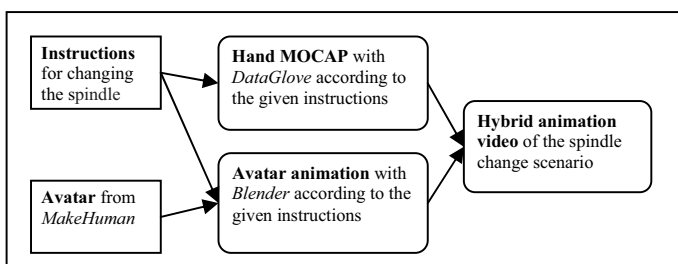 Instructions
for changing
the spindle
Hand MOCAP with
DataGlove according to
the given instructions
Hybrid animation
video of the spindle
change scenario
Avatar animation with
Blender according to the
given instructions
Avatar from
MakeHuman